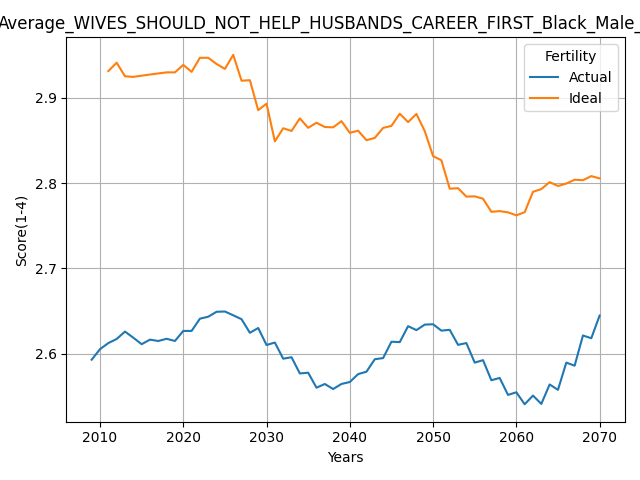 Average_WIVES_SHOULD_NOT_HELP_HUSBANDS_CAREER_FIRST_Black_Male_
Fertility
Actual
Ideal
2.9
2.8
2.7
2.6
Score(1-4)
2010 2020 2030 2040 2050 2060 2070
Years